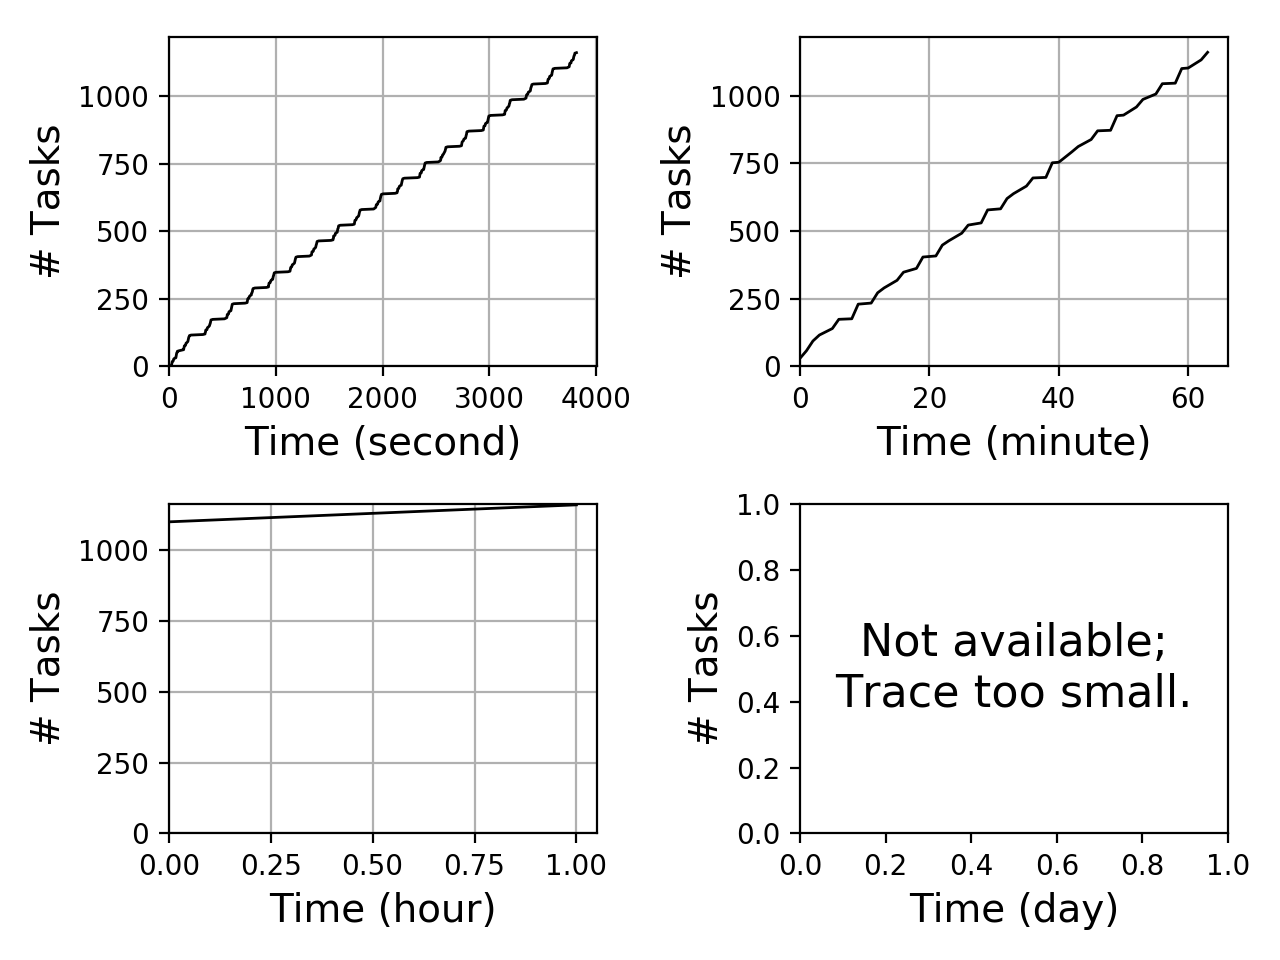 1000
750
500
250
0
# Tasks
0 1000 2000 3000 4000
Time (second)
1000
750
500
250
0
# Tasks
0 20 40 60
Time (minute)
1000
750
500
250
0
# Tasks
0.00 0.25 0.50 0.75 1.00
Time (hour)
1.0
0.8
0.6
0.4
0.2
0.0
# Tasks
Not available;
Trace too small.
0.0 0.2 0.4 0.6 0.8 1.0
Time (day)